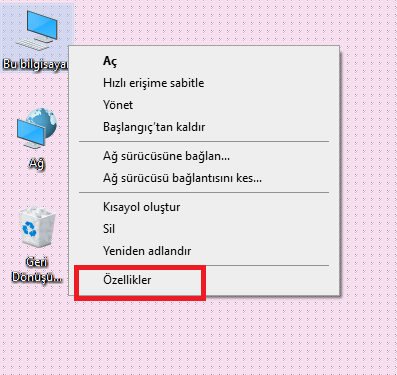 Bu bilgisaya
Aç
Hızlı erişime sabitle
Yönet
Başlangıç'tan kaldır
Ağ sürücüsüne bağlan...
Ağ sürücüsü bağlantısını kes...
Kısayol oluştur
Sil
Yeniden adlandır
Özellikler
Ağ
Geri
Dönüşü...